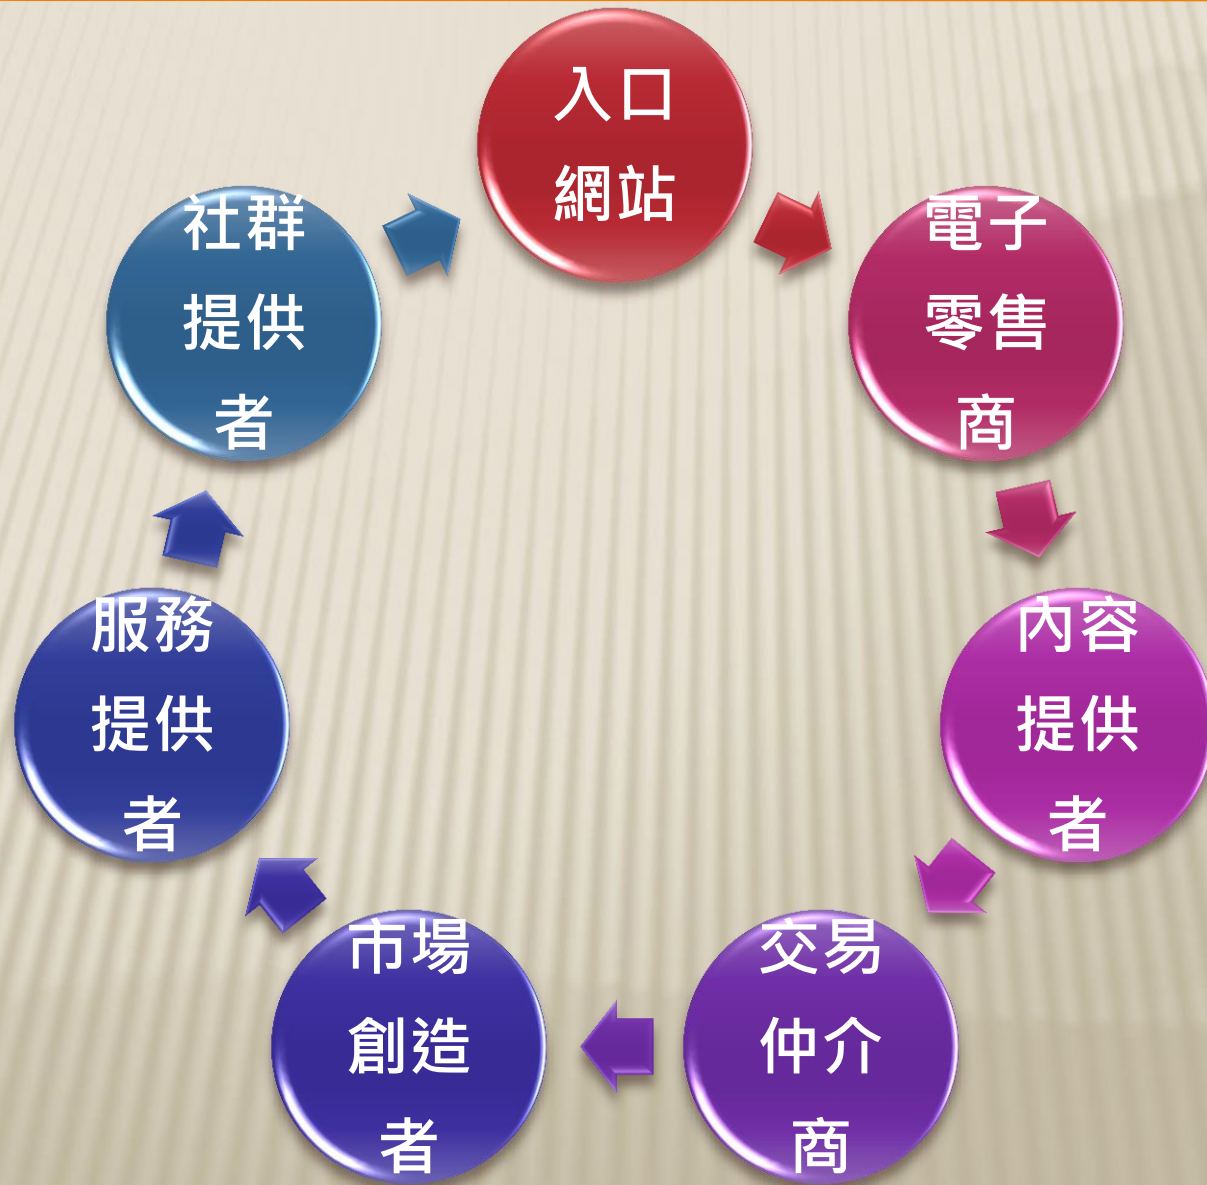 入口
網站
電子
零售
商
內容
提供
者
交易
仲介
商
市場
創造
者
服務
提供
者
社群
提供
者